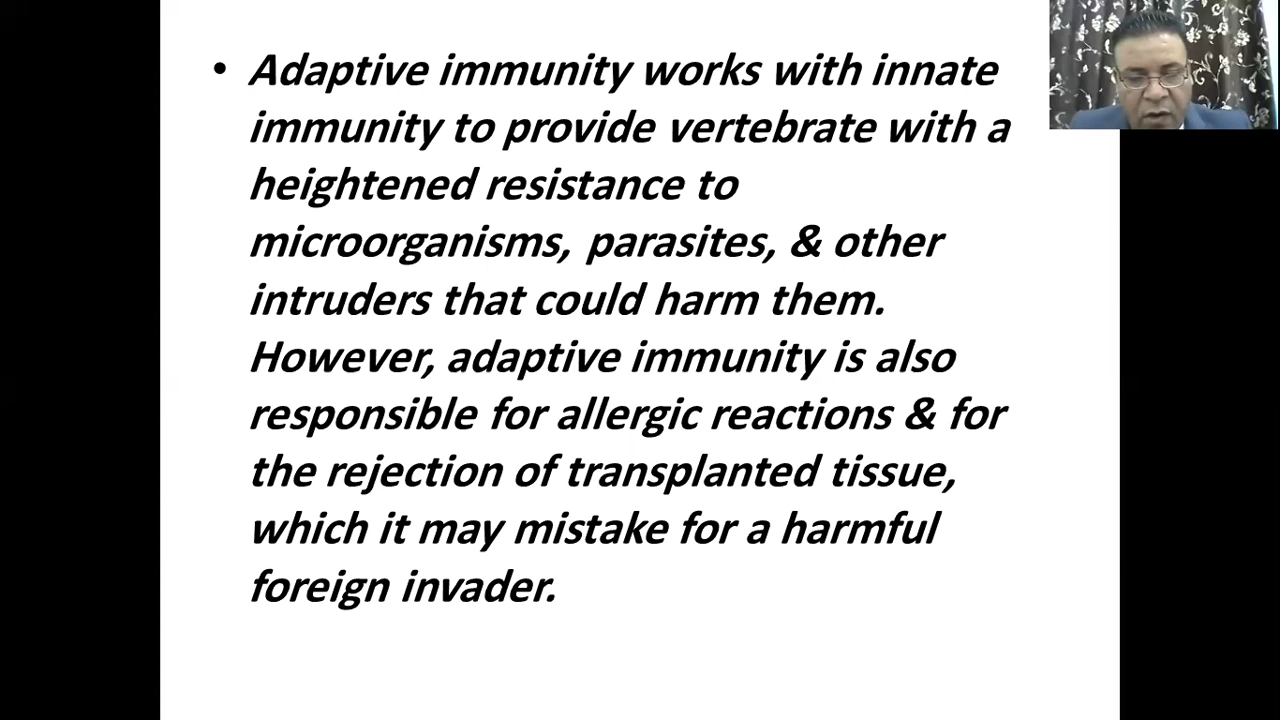 • Adaptive immunity works with innate
immunity to provide vertebrate with a
heightened resistance to
microorganisms, parasites, & other
intruders that could harm them.
However, adaptive immunity is also
responsible for allergic reactions & for
the rejection of transplanted tissue,
which it may mistake for a harmful
foreign invader.